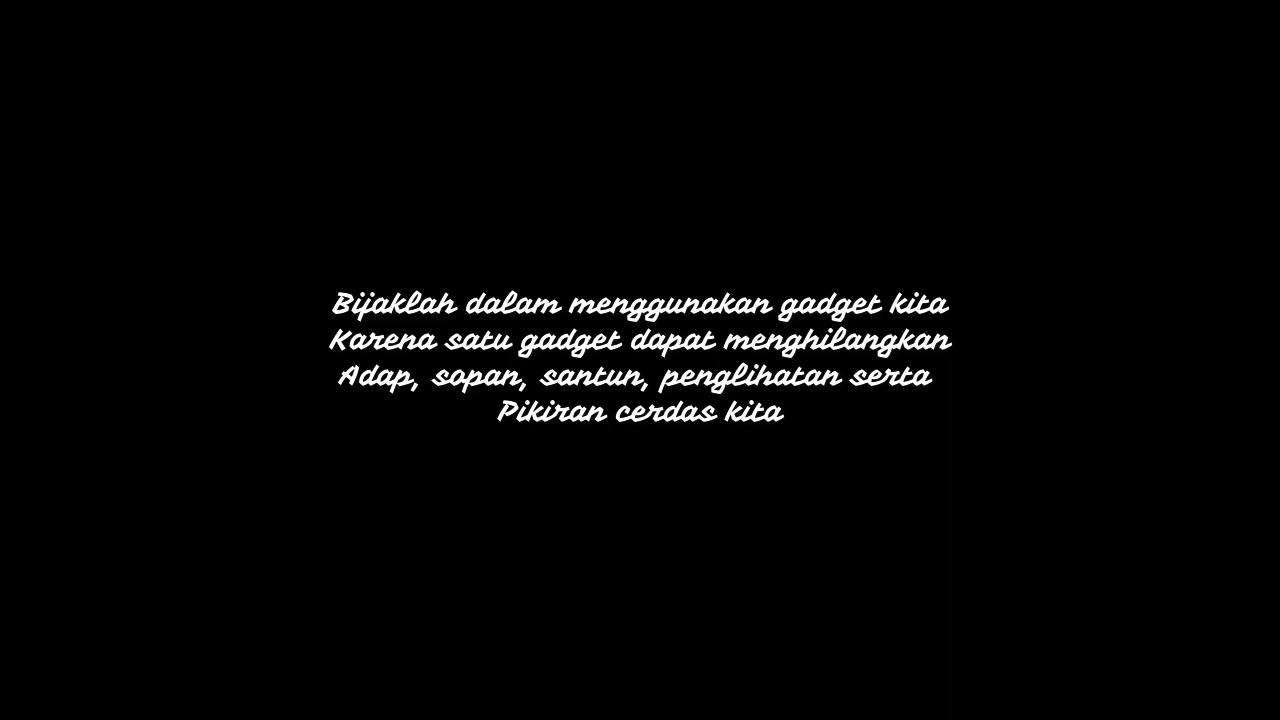 Bijaklah dalam menggunakan gadget kita
Karena satu gadget dapat menghilangkan
Adap, sopan, santun, penglihatan serta
Pikiran cerdas kita